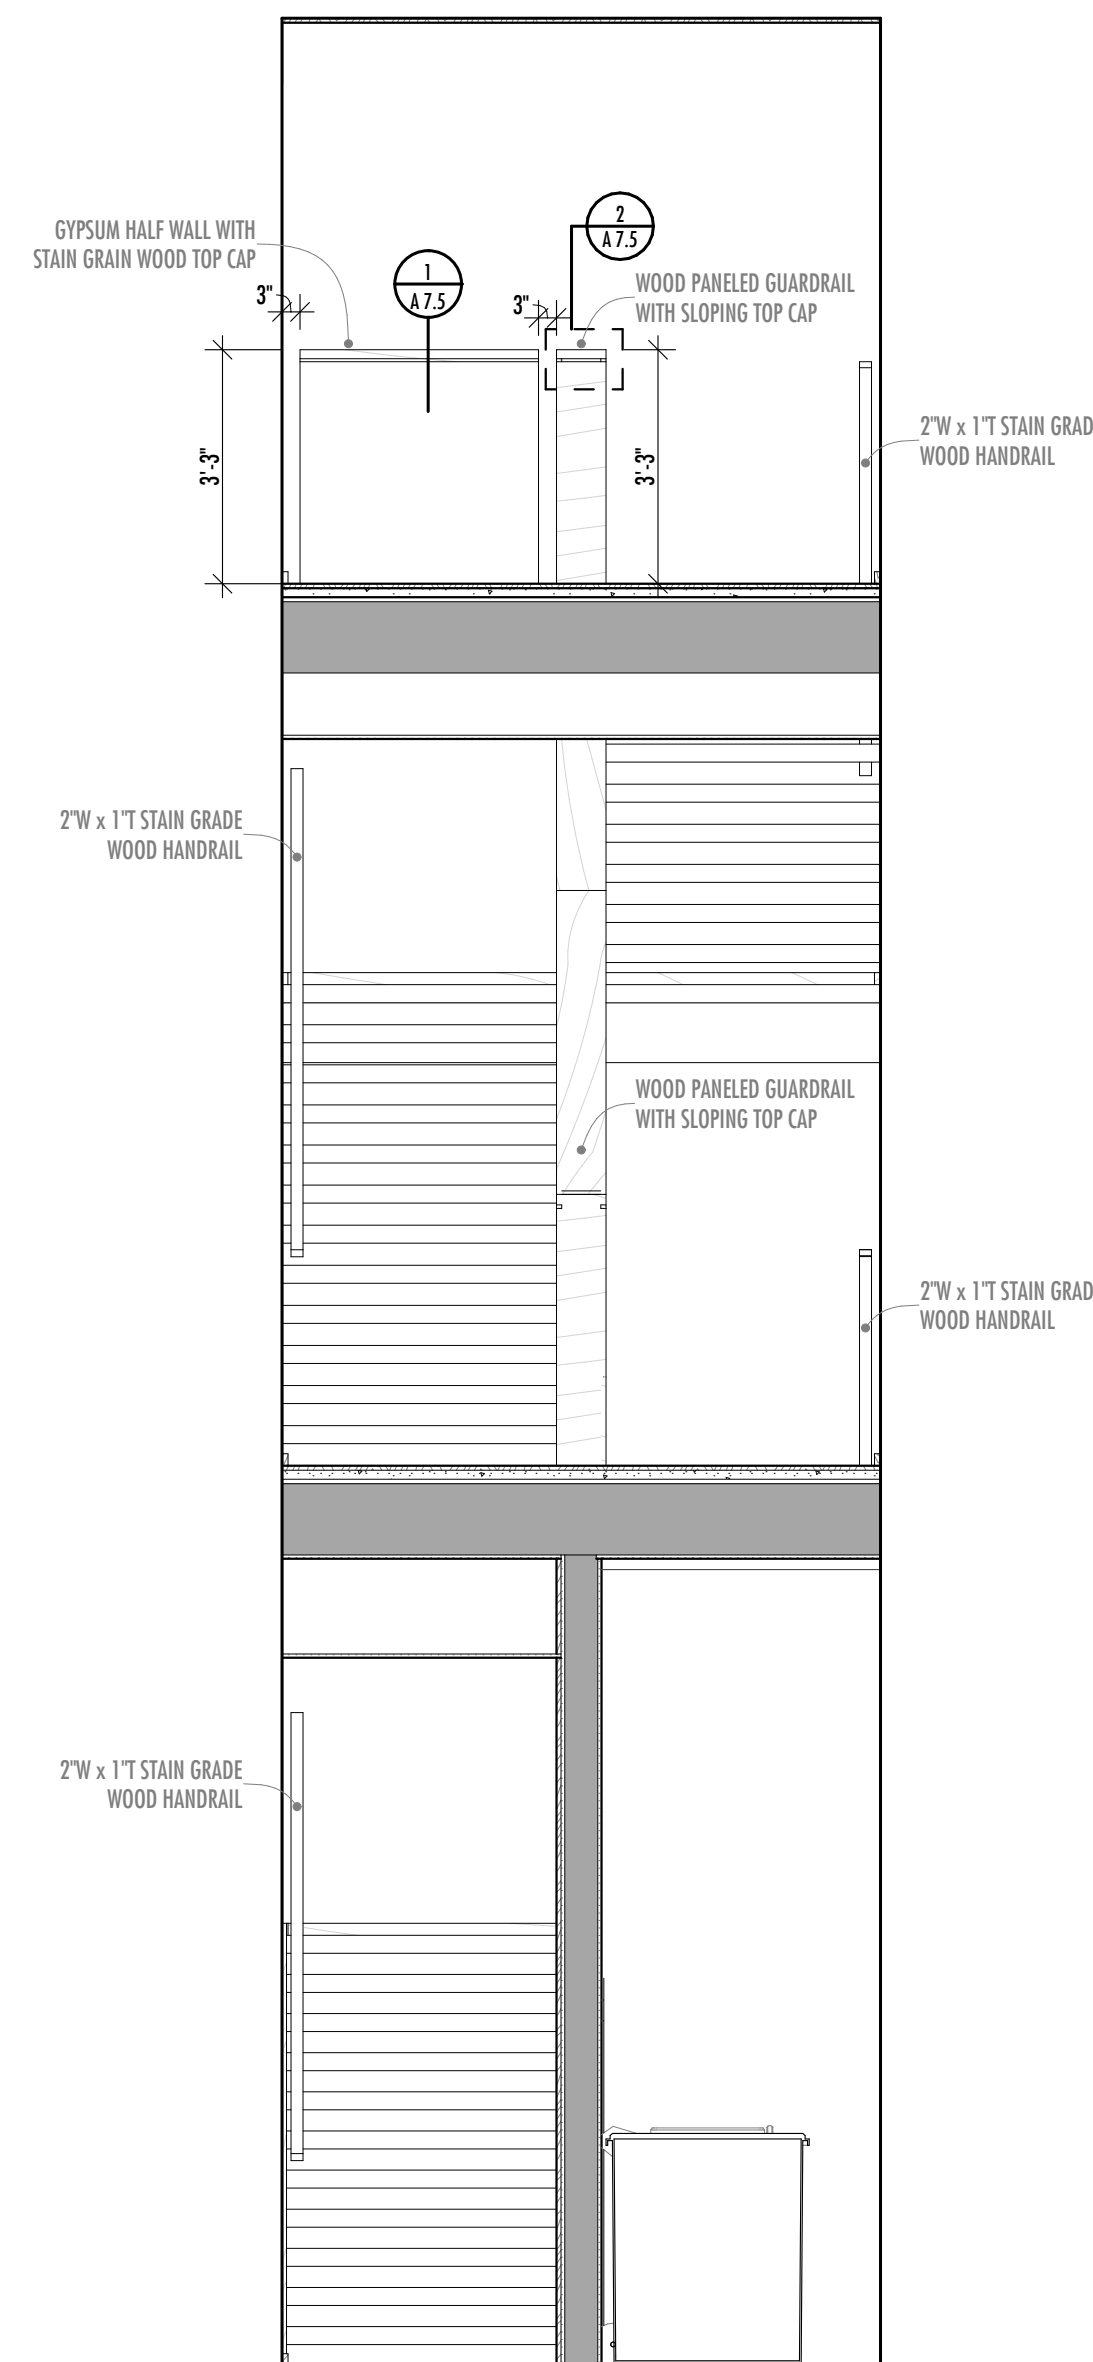 2
A 7.5
GYPSUM HALF WALL WITH
STAIN GRAIN WOOD TOP CAP
1
A 7.5
3"
3"
WOOD PANELED GUARDRAIL
WITH SLOPING TOP CAP
3'-3"
3'-3"
2"W x 1"T STAIN GRAD
WOOD HANDRAIL
2"W x 1"T STAIN GRADE
WOOD HANDRAIL
WOOD PANELED GUARDRAIL
WITH SLOPING TOP CAP
2"W x 1"T STAIN GRAD
WOOD HANDRAIL
2"W x 1"T STAIN GRADE
WOOD HANDRAIL